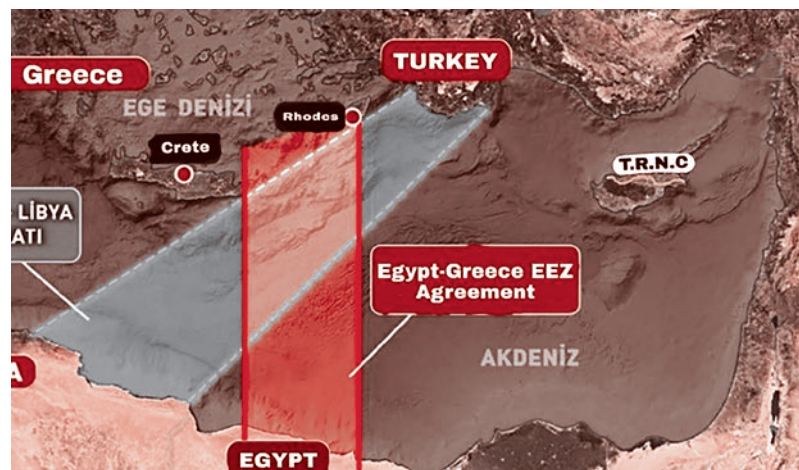 Greece
TURKEY
EGE DENİZİ
Rhodes
Crete
T.R.N.C
LİBYA
ATI
Egypt-Greece EEZ
Agreement
AKDENİZ
A
EGYPT